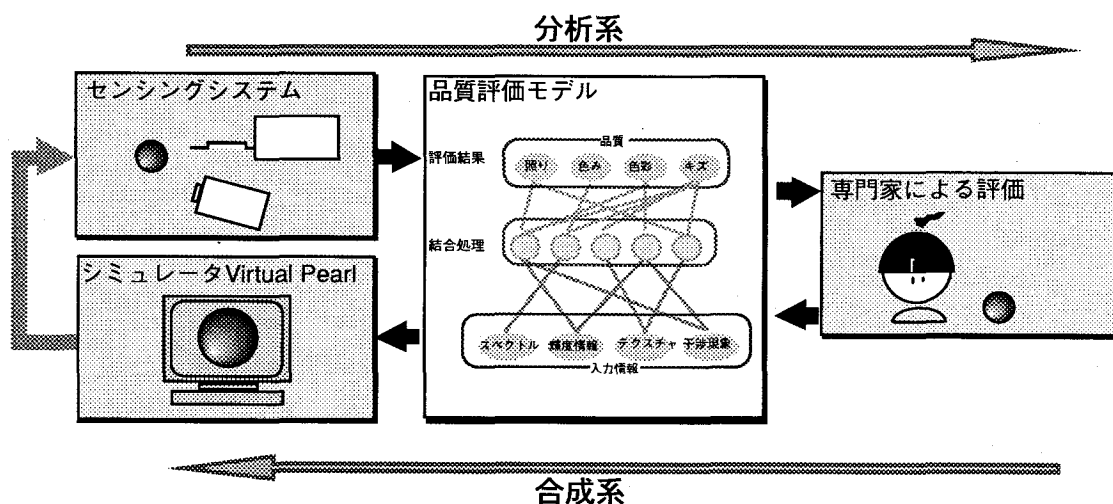 分析系
センシングシステム
品質評価モデル
品質
評価結果
照り
色み
色彩
キズ
専門家による評価
結合処理
シミュレータVirtual Pearl
スペクトル
輝度情報
テクスチャ
干渉現象
入力情報
合成系